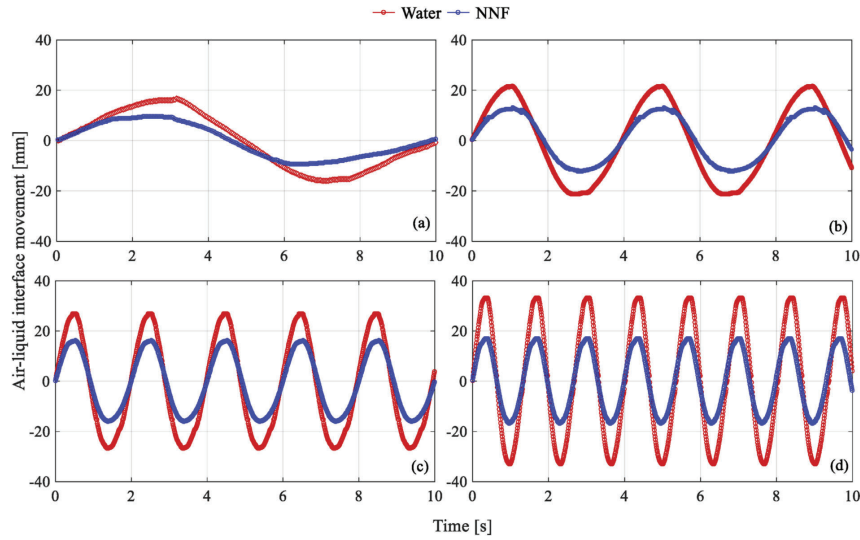 Water NNF
40 40
20 20
0 0
-20 -20
(a) (b)
-40 -40
0 2 4 6 8 10 0 2 4 6 8 10
40 40
20 20
0 0
-20 -20
(c) (d)
-40 -40
0 2 4 6 8 10 0 2 4 6 8 10
Air-liquid interface movement [mm]
Time [s]